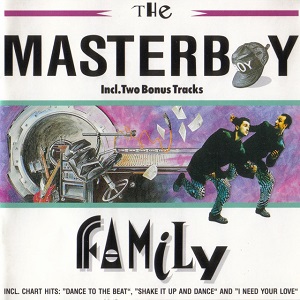 THE
MASTERBOY
Incl. Two Bonus Tracks
FAMILY
INCL. CHART HITS: "DANCE TO THE BEAT", "SHAKE IT UP AND DANCE" AND "I NEED YOUR LOVE"